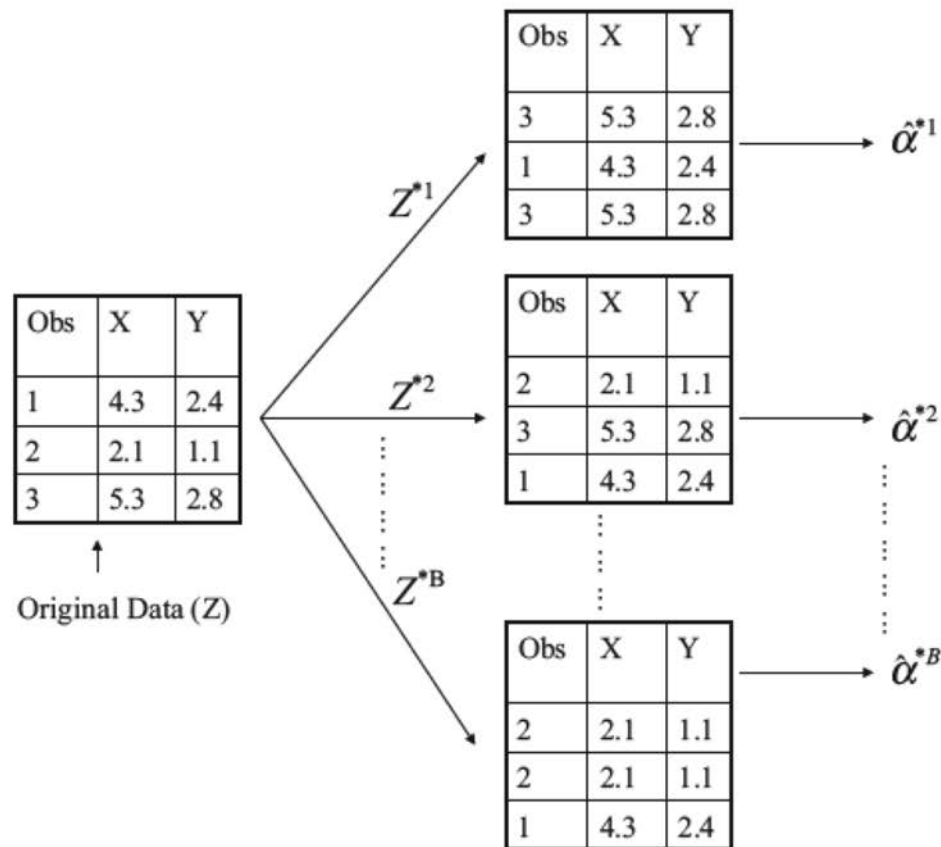 Obs X Y
3 5.3 2.8
1 4.3 2.4
3 5.3 2.8
α̂*1
Z*1
Obs X Y
1 4.3 2.4
2 2.1 1.1
3 5.3 2.8
Original Data (Z)
Z*2
Obs X Y
2 2.1 1.1
3 5.3 2.8
1 4.3 2.4
α̂*2
Z*B
Obs X Y
2 2.1 1.1
2 2.1 1.1
1 4.3 2.4
α̂*B